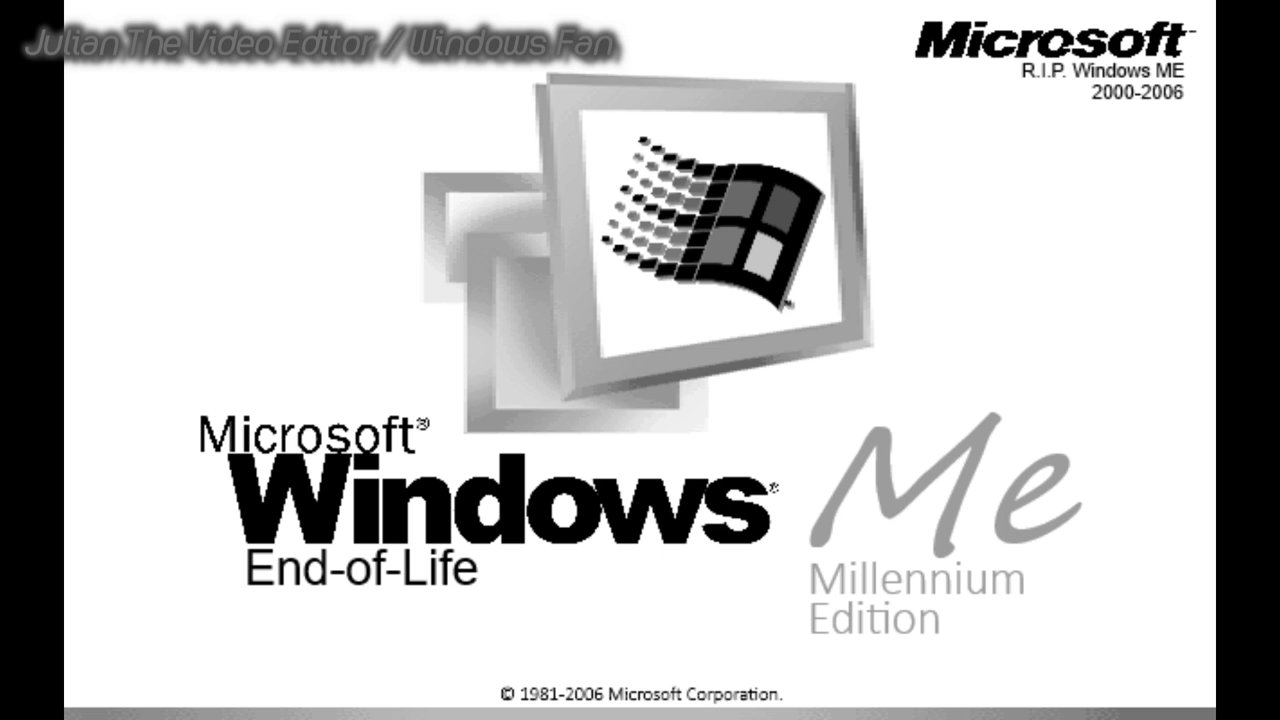 Julian The Video Editor / Windows Fan
Microsoft
R.I.P. Windows ME
2000-2006
Microsoft®
Windows®
End-of-Life
Me
Millennium
Edition
© 1981-2006 Microsoft Corporation.